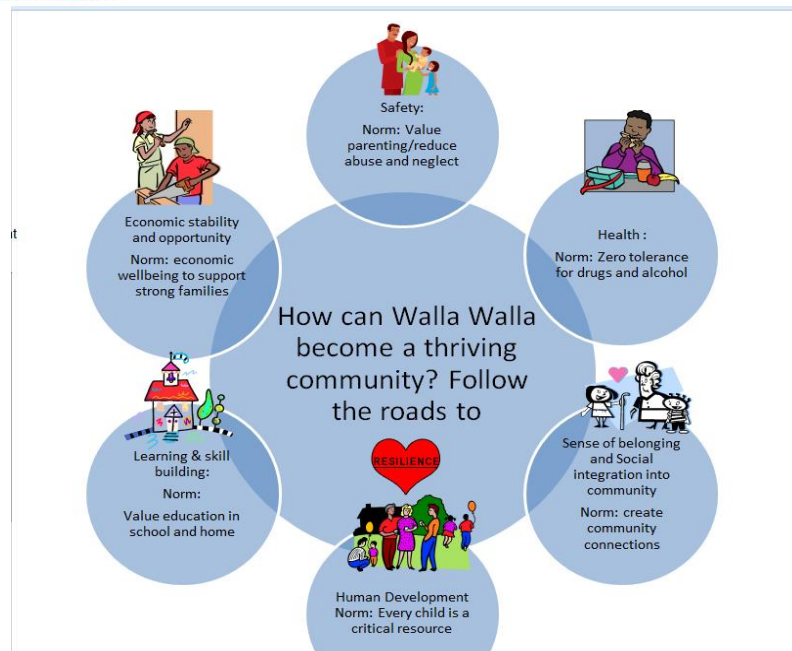 Safety:
Norm: Value
parenting/reduce
abuse and neglect
Health :
Norm: Zero tolerance
for drugs and alcohol
Sense of belonging
and Social
integration into
community
Norm: create
community
connections
Human Development
Norm: Every child is a
critical resource
Learning & skill
building:
Norm:
Value education in
school and home
Economic stability
and opportunity
Norm: economic
wellbeing to support
strong families
How can Walla Walla
become a thriving
community? Follow
the roads to
RESILIENCE